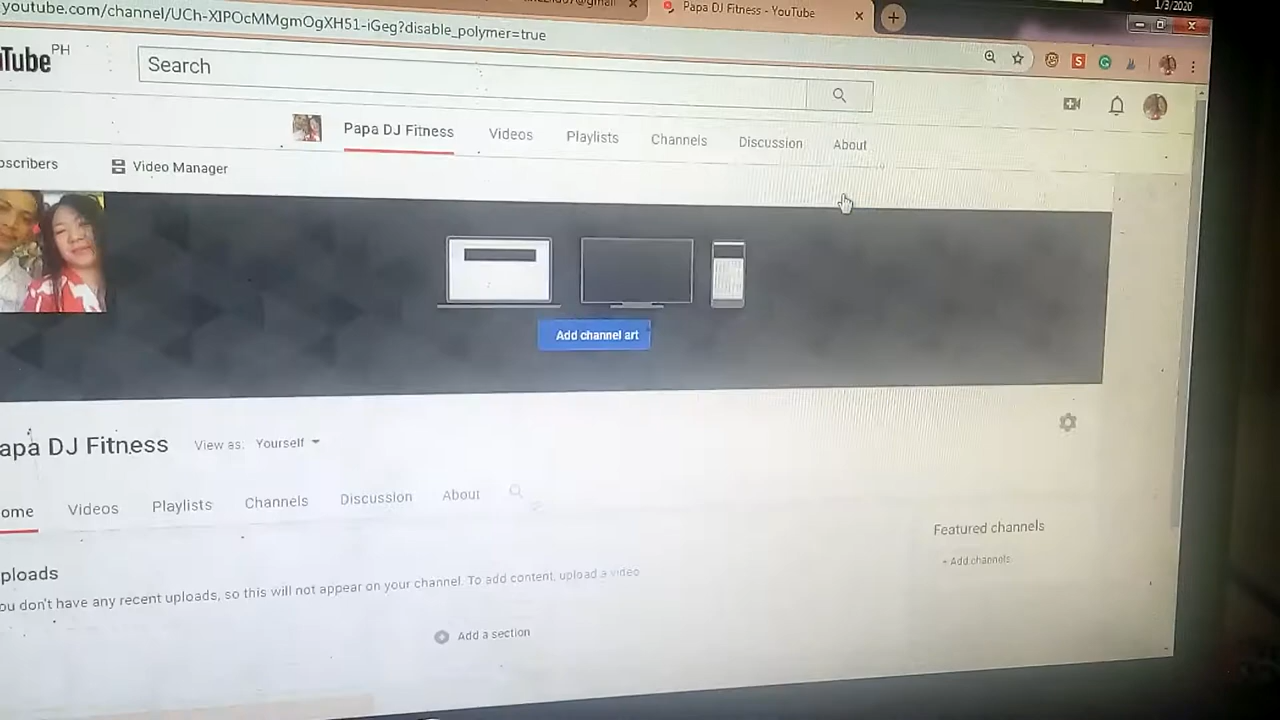 1/3/2020
Papa DJ Fitness - YouTube
youtube.com/channel/UCh-XIPOcMMgmOgXH51-iGeg?disable_polymer=true
Tube PH
Search
Papa DJ Fitness Videos Playlists Channels Discussion About
bscribers Video Manager
Add channel art
apa DJ Fitness View as: Yourself
ome Videos Playlists Channels Discussion About
Featured channels
+ Add channels
ploads
ou don't have any recent uploads, so this will not appear on your channel. To add content, upload a video
Add a section